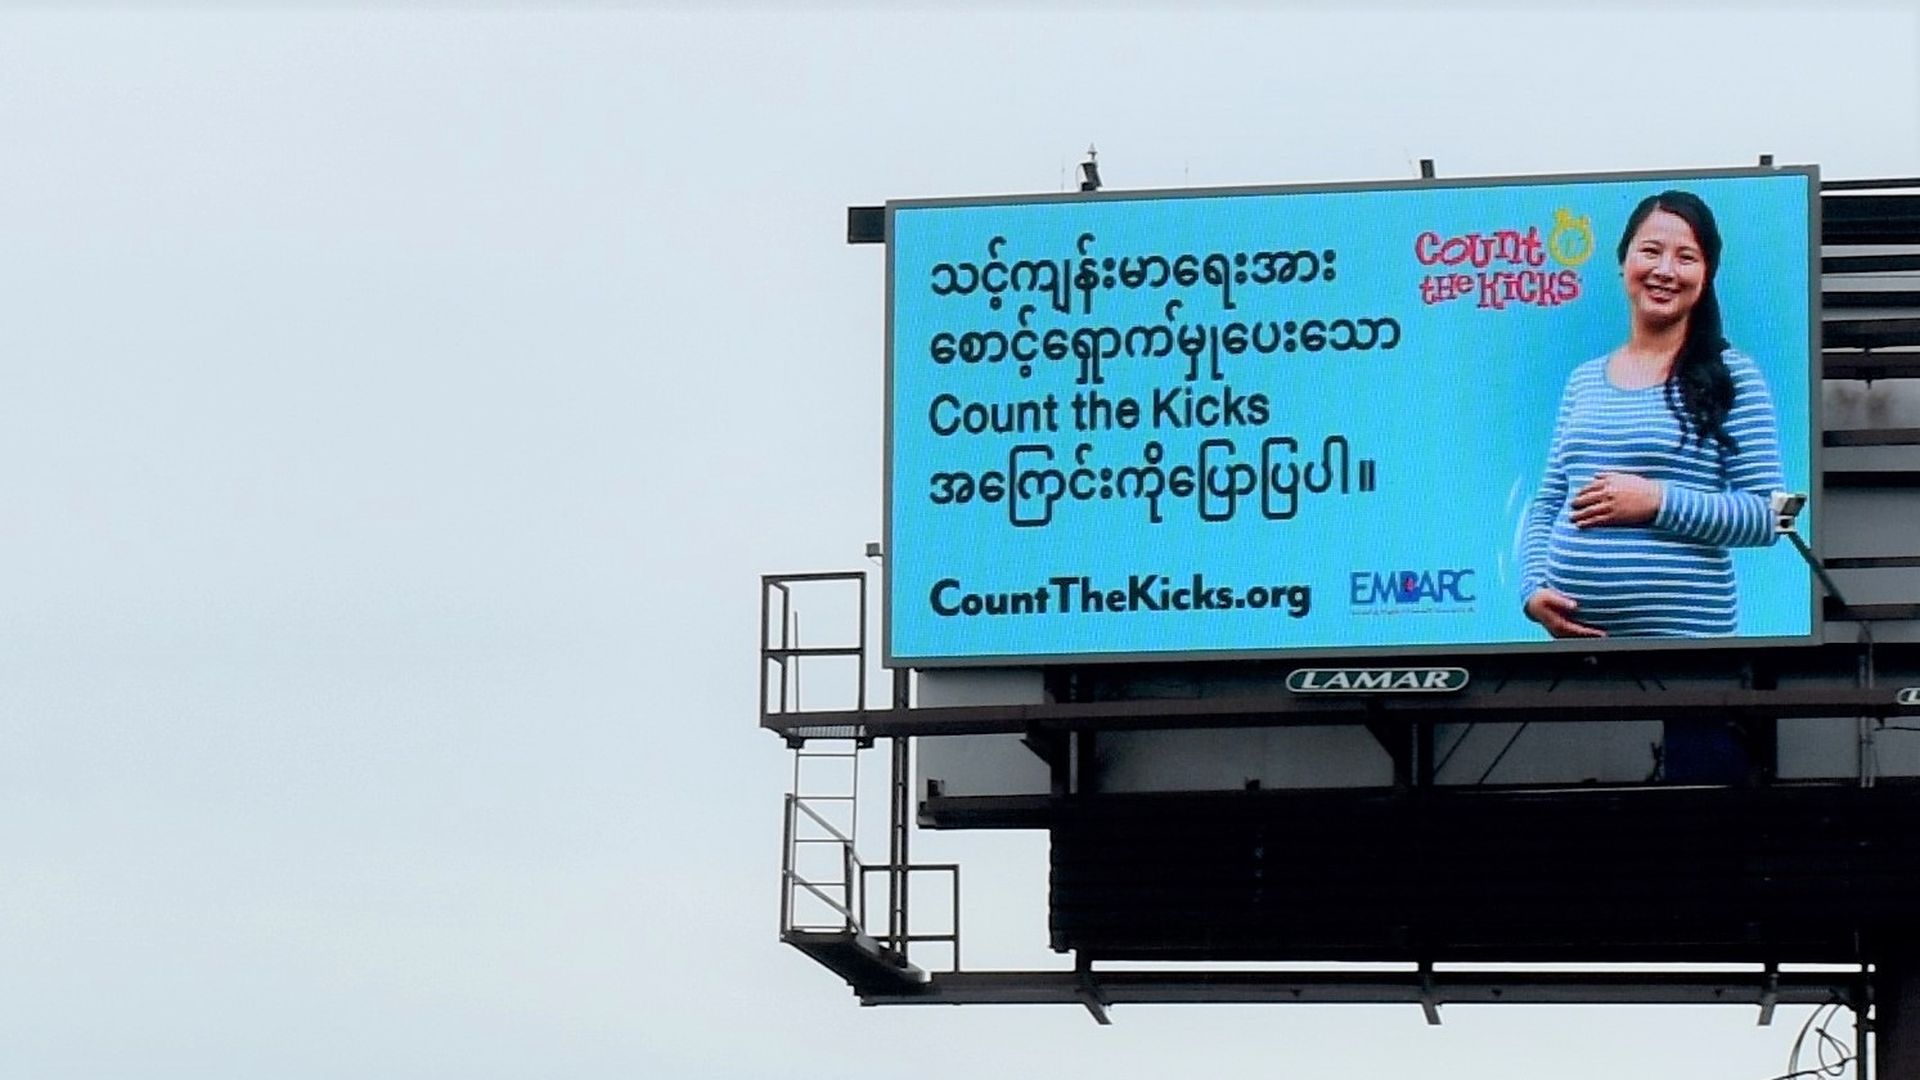 သင့်ကျန်းမာရေးအား
စောင့်ရှောက်မှုပေးသော
Count the Kicks
အကြောင်းကိုပြောပြပါ။
Count
the Kicks
CountTheKicks.org
EMBARC
LAMAR